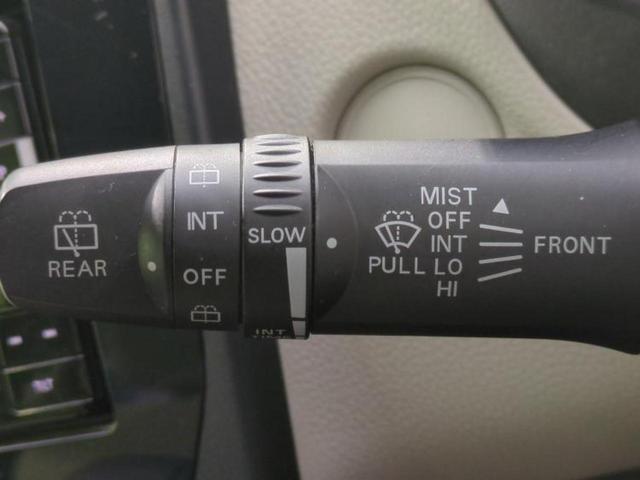 REAR
INT
OFF
SLOW
INT
MIST
OFF
INT
PULL LO
HI
FRONT